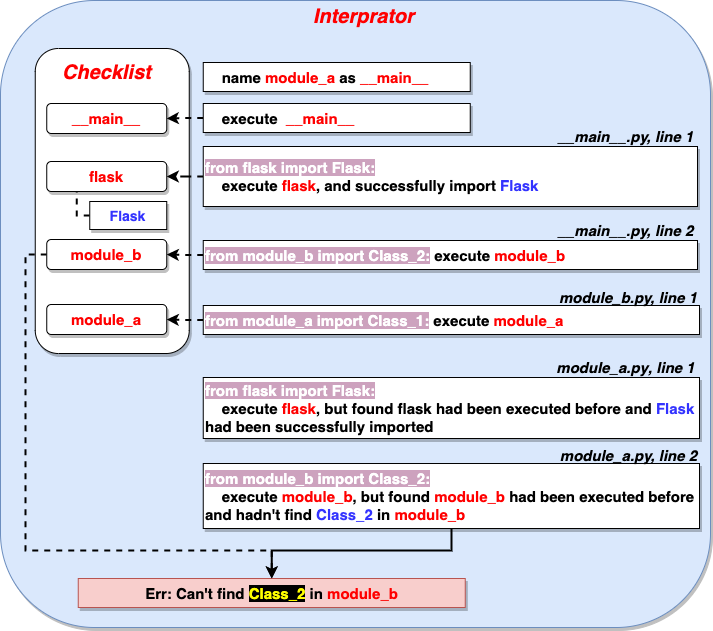 Interprator
Checklist
name module_a as __main__
__main__
execute __main__
__main__.py, line 1
flask
from flask import Flask:
execute flask, and successfully import Flask
Flask
__main__.py, line 2
module_b
from module_b import Class_2: execute module_b
module_b.py, line 1
module_a
from module_a import Class_1: execute module_a
module_a.py, line 1
from flask import Flask:
execute flask, but found flask had been executed before and Flask
had been successfully imported
module_a.py, line 2
from module_b import Class_2:
execute module_b, but found module_b had been executed before
and hadn't find Class_2 in module_b
Err: Can't find Class_2 in module_b